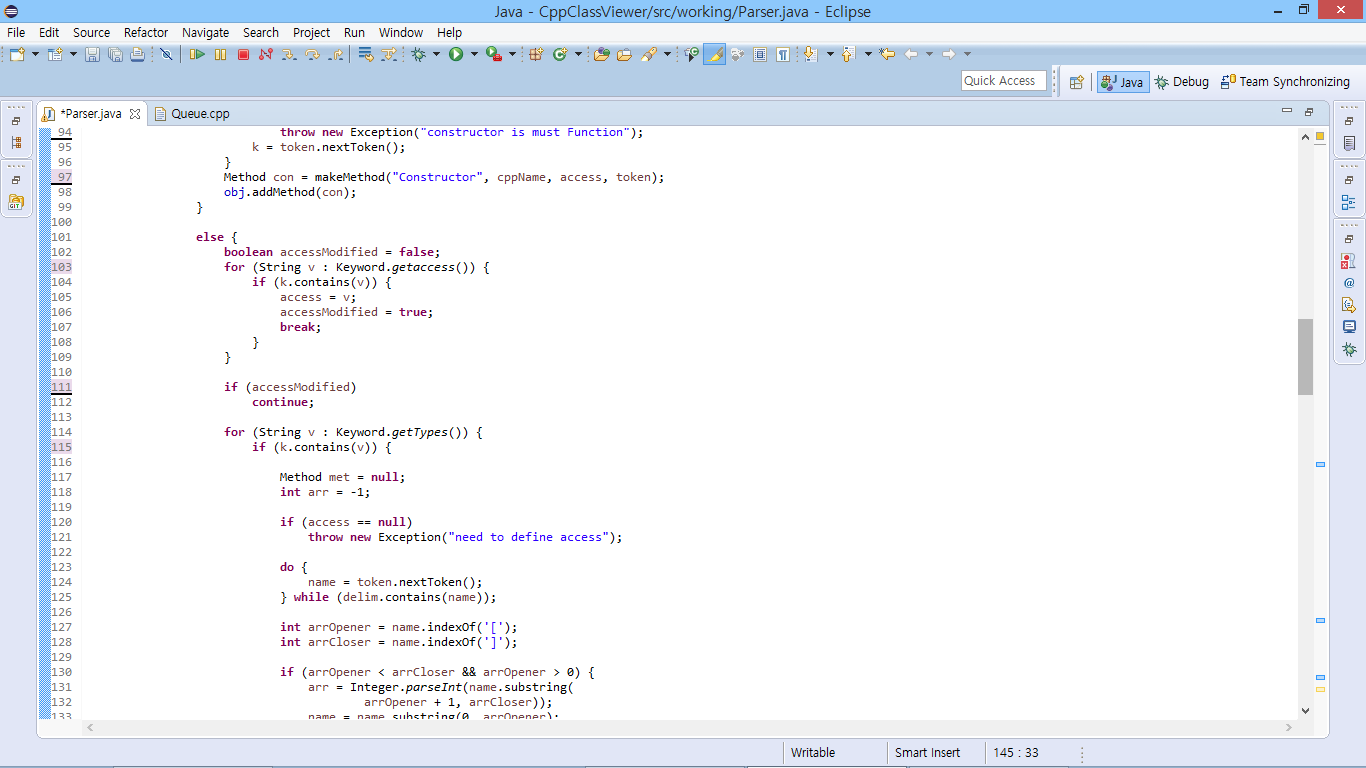 Java - CppClassViewer/src/working/Parser.java - Eclipse
File Edit Source Refactor Navigate Search Project Run Window Help
Quick Access Java Debug Team Synchronizing
*Parser.java Queue.cpp
94 throw new Exception("constructor is must Function");
95 k = token.nextToken();
96 }
97 Method con = makeMethod("Constructor", cppName, access, token);
98 obj.addMethod(con);
99 }
100
101 else {
102 boolean accessModified = false;
103 for (String v : Keyword.getaccess()) {
104 if (k.contains(v)) {
105 access = v;
106 accessModified = true;
107 break;
108 }
109 }
110
111 if (accessModified)
112 continue;
113
114 for (String v : Keyword.getTypes()) {
115 if (k.contains(v)) {
116
117 Method met = null;
118 int arr = -1;
119
120 if (access == null)
121 throw new Exception("need to define access");
122
123 do {
124 name = token.nextToken();
125 } while (delim.contains(name));
126
127 int arrOpener = name.indexOf('[');
128 int arrCloser = name.indexOf(']');
129
130 if (arrOpener < arrCloser && arrOpener > 0) {
131 arr = Integer.parseInt(name.substring(
132 arrOpener + 1, arrCloser));
133 name = name.substring(0, arrOpener);
Writable Smart Insert 145 : 33